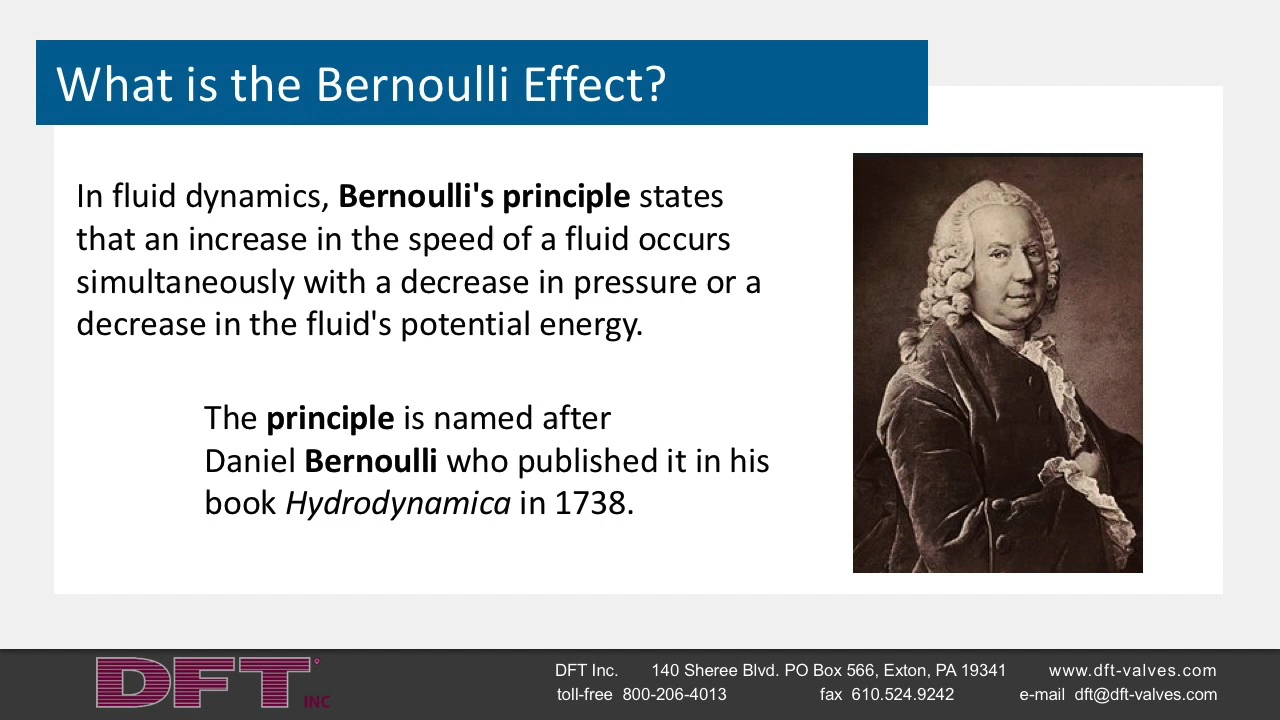 What is the Bernoulli Effect?
In fluid dynamics, Bernoulli's principle states
that an increase in the speed of a fluid occurs
simultaneously with a decrease in pressure or a
decrease in the fluid's potential energy.
The principle is named after
Daniel Bernoulli who published it in his
book Hydrodynamica in 1738.
DFT INC
DFT Inc. 140 Sheree Blvd. PO Box 566, Exton, PA 19341 www.dft-valves.com
toll-free 800-206-4013 fax 610.524.9242 e-mail dft@dft-valves.com